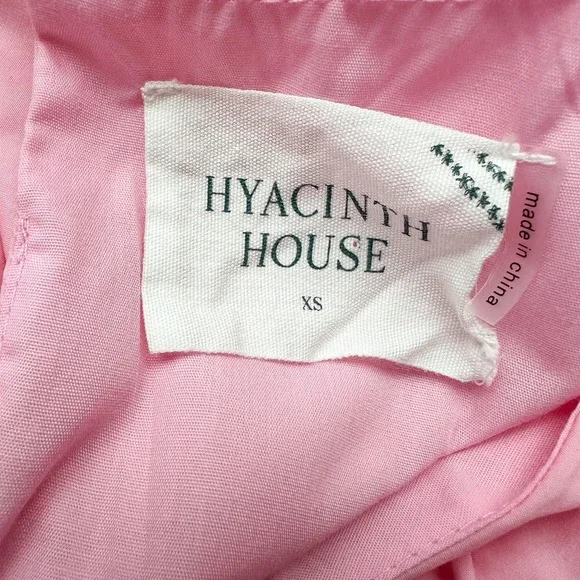 HYACINTH
HOUSE
XS
made in china